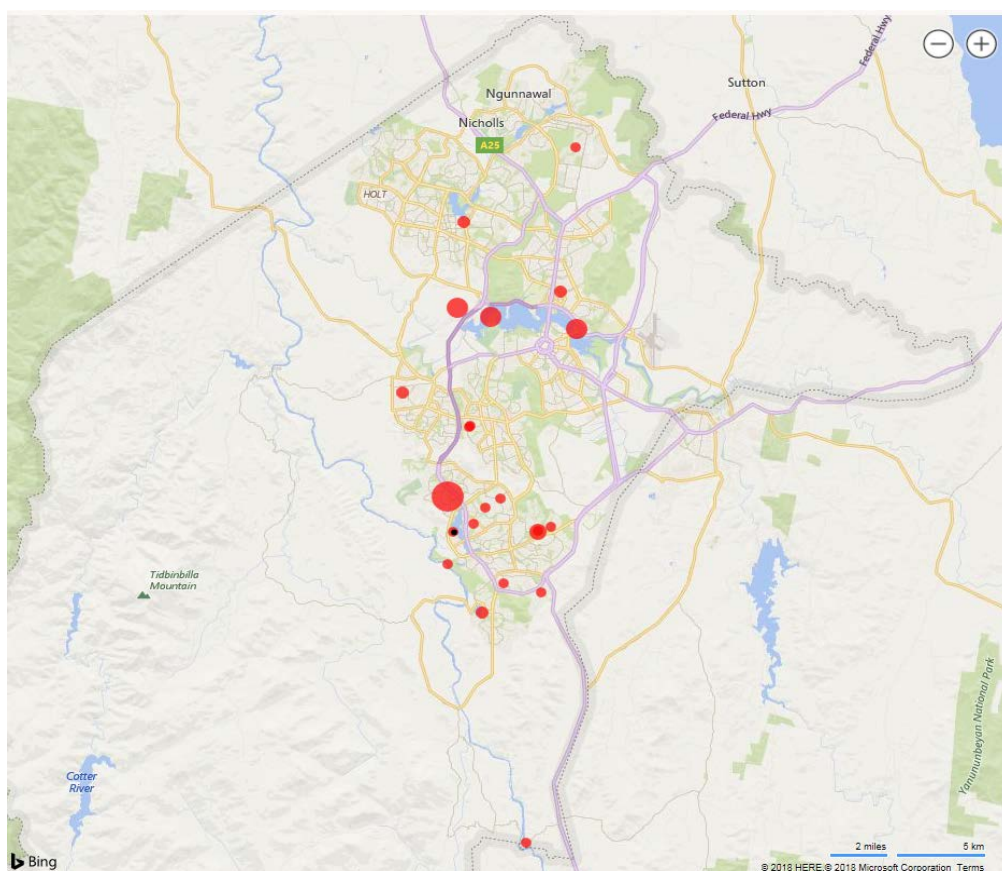 Federal Hwy
Sutton
Ngunnawal
Federal Hwy
Nicholls
A25
HOLT
Tidbinbilla
Mountain
Yanununbeyan National Park
Cotter
River
2 miles
5 km
Bing
© 2018 HERE,© 2018 Microsoft Corporation Terms